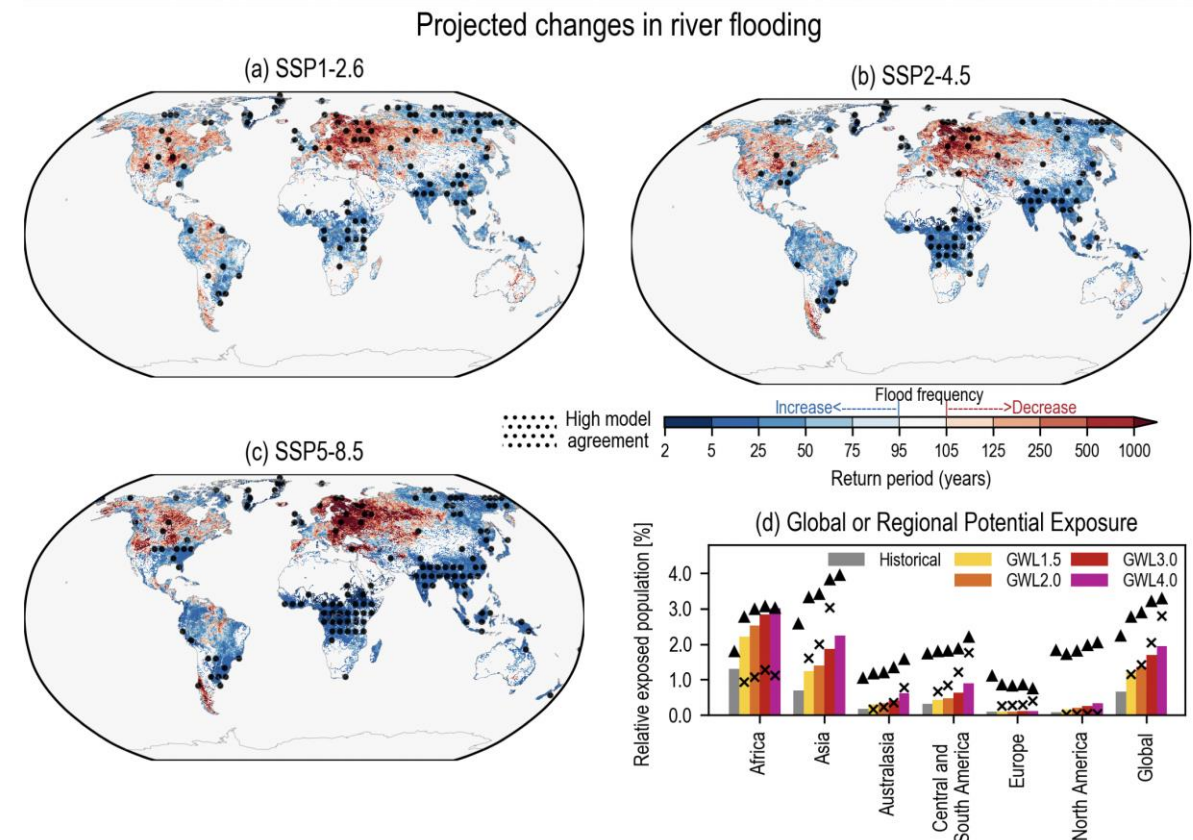 Projected changes in river flooding
(a) SSP1-2.6
(b) SSP2-4.5
Flood frequency
Increase<----------- ----------->Decrease
High model
agreement
2 5 25 50 75 95 105 125 250 500 1000
Return period (years)
(c) SSP5-8.5
(d) Global or Regional Potential Exposure
Relative exposed population [%]
Historical GWL1.5 GWL3.0
GWL2.0 GWL4.0
4.0
3.0
2.0
1.0
0.0
Africa
Asia
Australasia
Central and
South America
Europe
North America
Global